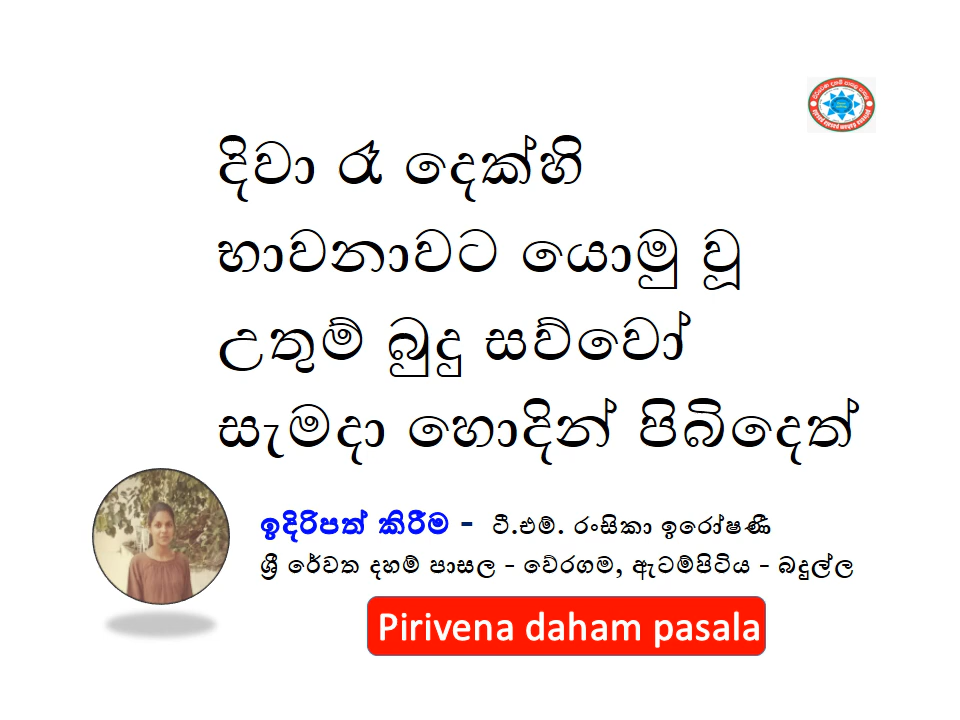 දිවා රෑ දෙක්හි
භාවනාවට යොමු වූ
උතුම් බුදු සව්වෝ
සැමදා හොදින් පිබිදෙත්
ඉදිරිපත් කිරීම - ටී.එම්. රංසිකා ඉරෝෂණී
ශ්‍රී රේවත දහම් පාසල - වේරගම, ඇටම්පිටිය - බදුල්ල
Pirivena daham pasala